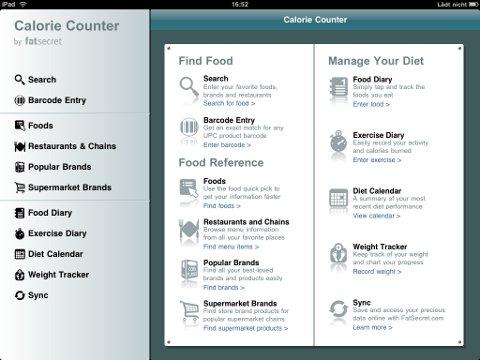 iPad
16:52
Lädt nicht
Calorie Counter
by fatsecret
Search
Barcode Entry
Foods
Restaurants & Chains
Popular Brands
Supermarket Brands
Food Diary
Exercise Diary
Diet Calendar
Weight Tracker
Sync
Calorie Counter
Find Food
Search
Enter your favorite foods,
brands and restaurants
Search for food >
Barcode Entry
Get an exact match for any
UPC product barcode
Enter barcode >
Food Reference
Foods
Use the food quick pick to
get your information faster
Find foods >
Restaurants and Chains
Browse menu information
from all your favorite places
Find menu items >
Popular Brands
Find all your best-loved
brands and products easily
Find brands >
Supermarket Brands
Find store brand products for
popular supermarket chains
Find supermarket products >
Manage Your Diet
Food Diary
Simply tap and track the
foods you eat
Enter food >
Exercise Diary
Easily record your activity
and calories burned
Enter exercise >
Diet Calendar
A summary of your most
recent diet performance
View calendar >
Weight Tracker
Keep track of your weight
and chart your progress
Record weight >
Sync
Save and access your precious
data online with FatSecret.com
Learn more >